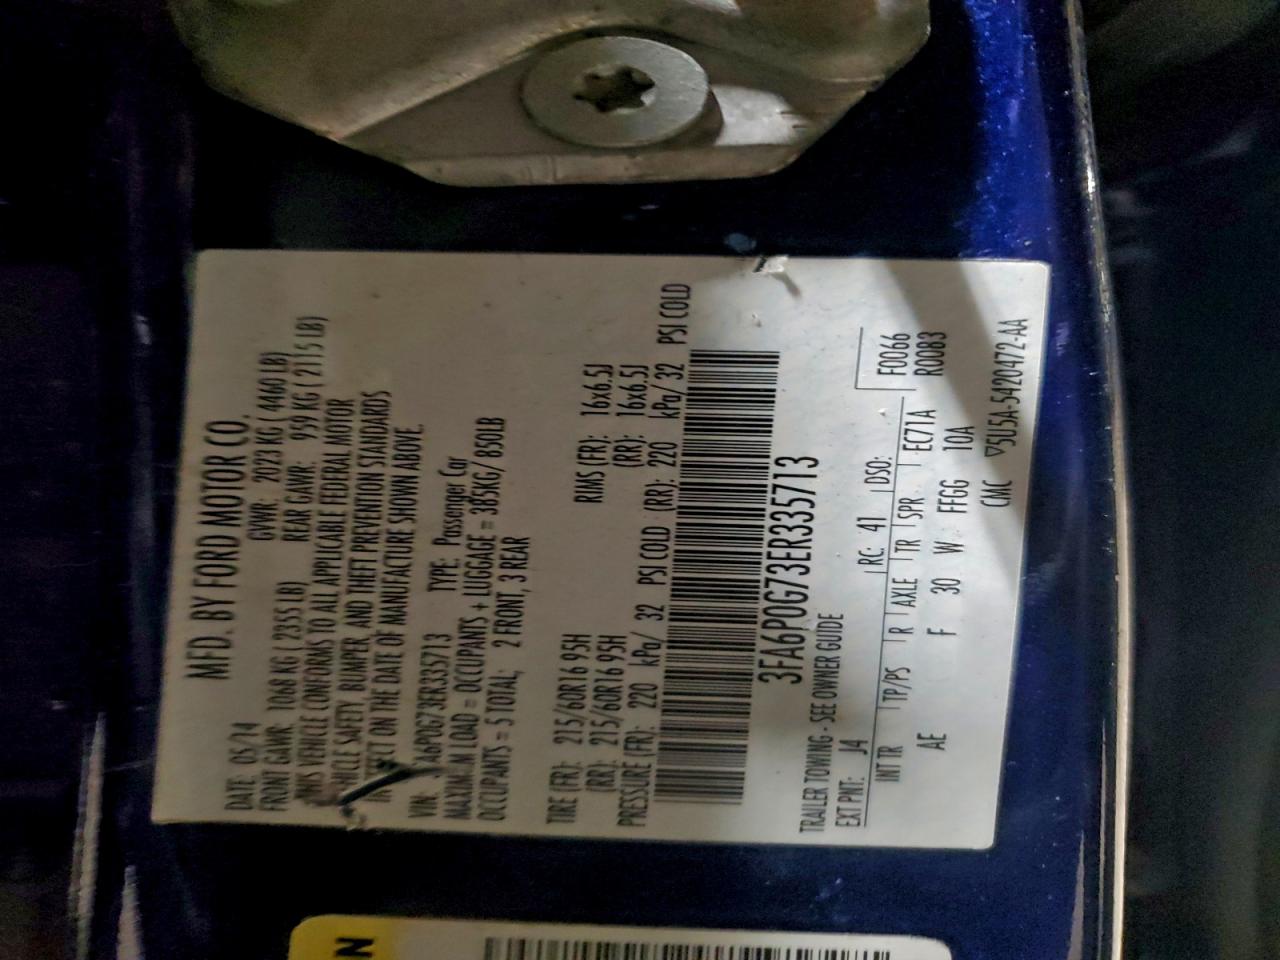 MFD. BY FORD MOTOR CO.
DATE: 05/14 GVWR: 2023 KG ( 4460 LB)
FRONT GAWR: 1068 KG ( 2355 LB) REAR GAWR: 959 KG ( 2115 LB)
THIS VEHICLE CONFORMS TO ALL APPLICABLE FEDERAL MOTOR
VEHICLE SAFETY, BUMPER, AND THEFT PREVENTION STANDARDS
IN EFFECT ON THE DATE OF MANUFACTURE SHOWN ABOVE.
VIN: 3FA6P0G73ER335713 TYPE: Passenger Car
MAXIMUM LOAD = OCCUPANTS + LUGGAGE = 385KG/ 850LB
OCCUPANTS = 5 TOTAL; 2 FRONT, 3 REAR
TIRE (FR): 215/60R16 95H RIMS (FR): 16x6.5J
(RR): 215/60R16 95H (RR): 16x6.5J
PRESSURE (FR): 220 kPa/ 32 PSI COLD (RR): 220 kPa/ 32 PSI COLD
3FA6P0G73ER335713
TRAILER TOWING - SEE OWNER GUIDE
EXT PNT: J4 RC: 41 DSO: F0066
INT TR TP/PS R AXLE TR SPR EC71A R0083
AE F 30 W FFGG 10A
CMC ▽5U5A-5420472-AA
N